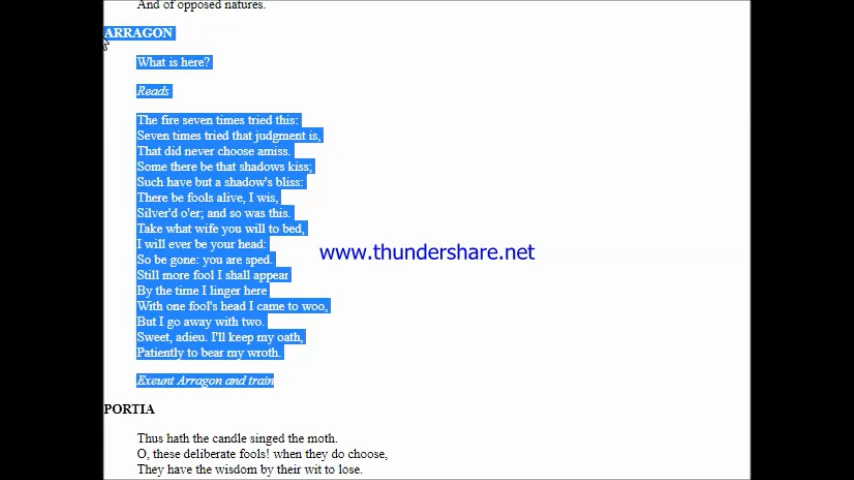 And of opposed natures.
ARRAGON
What is here?
Reads
The fire seven times tried this:
Seven times tried that judgment is,
That did never choose amiss.
Some there be that shadows kiss;
Such have but a shadow's bliss:
There be fools alive, I wis,
Silver'd o'er; and so was this.
Take what wife you will to bed,
I will ever be your head:
So be gone: you are sped.
Still more fool I shall appear
By the time I linger here
With one fool's head I came to woo,
But I go away with two.
Sweet, adieu. I'll keep my oath,
Patiently to bear my wroth.
Exeunt Arragon and train
www.thundershare.net
PORTIA
Thus hath the candle singed the moth.
O, these deliberate fools! when they do choose,
They have the wisdom by their wit to lose.